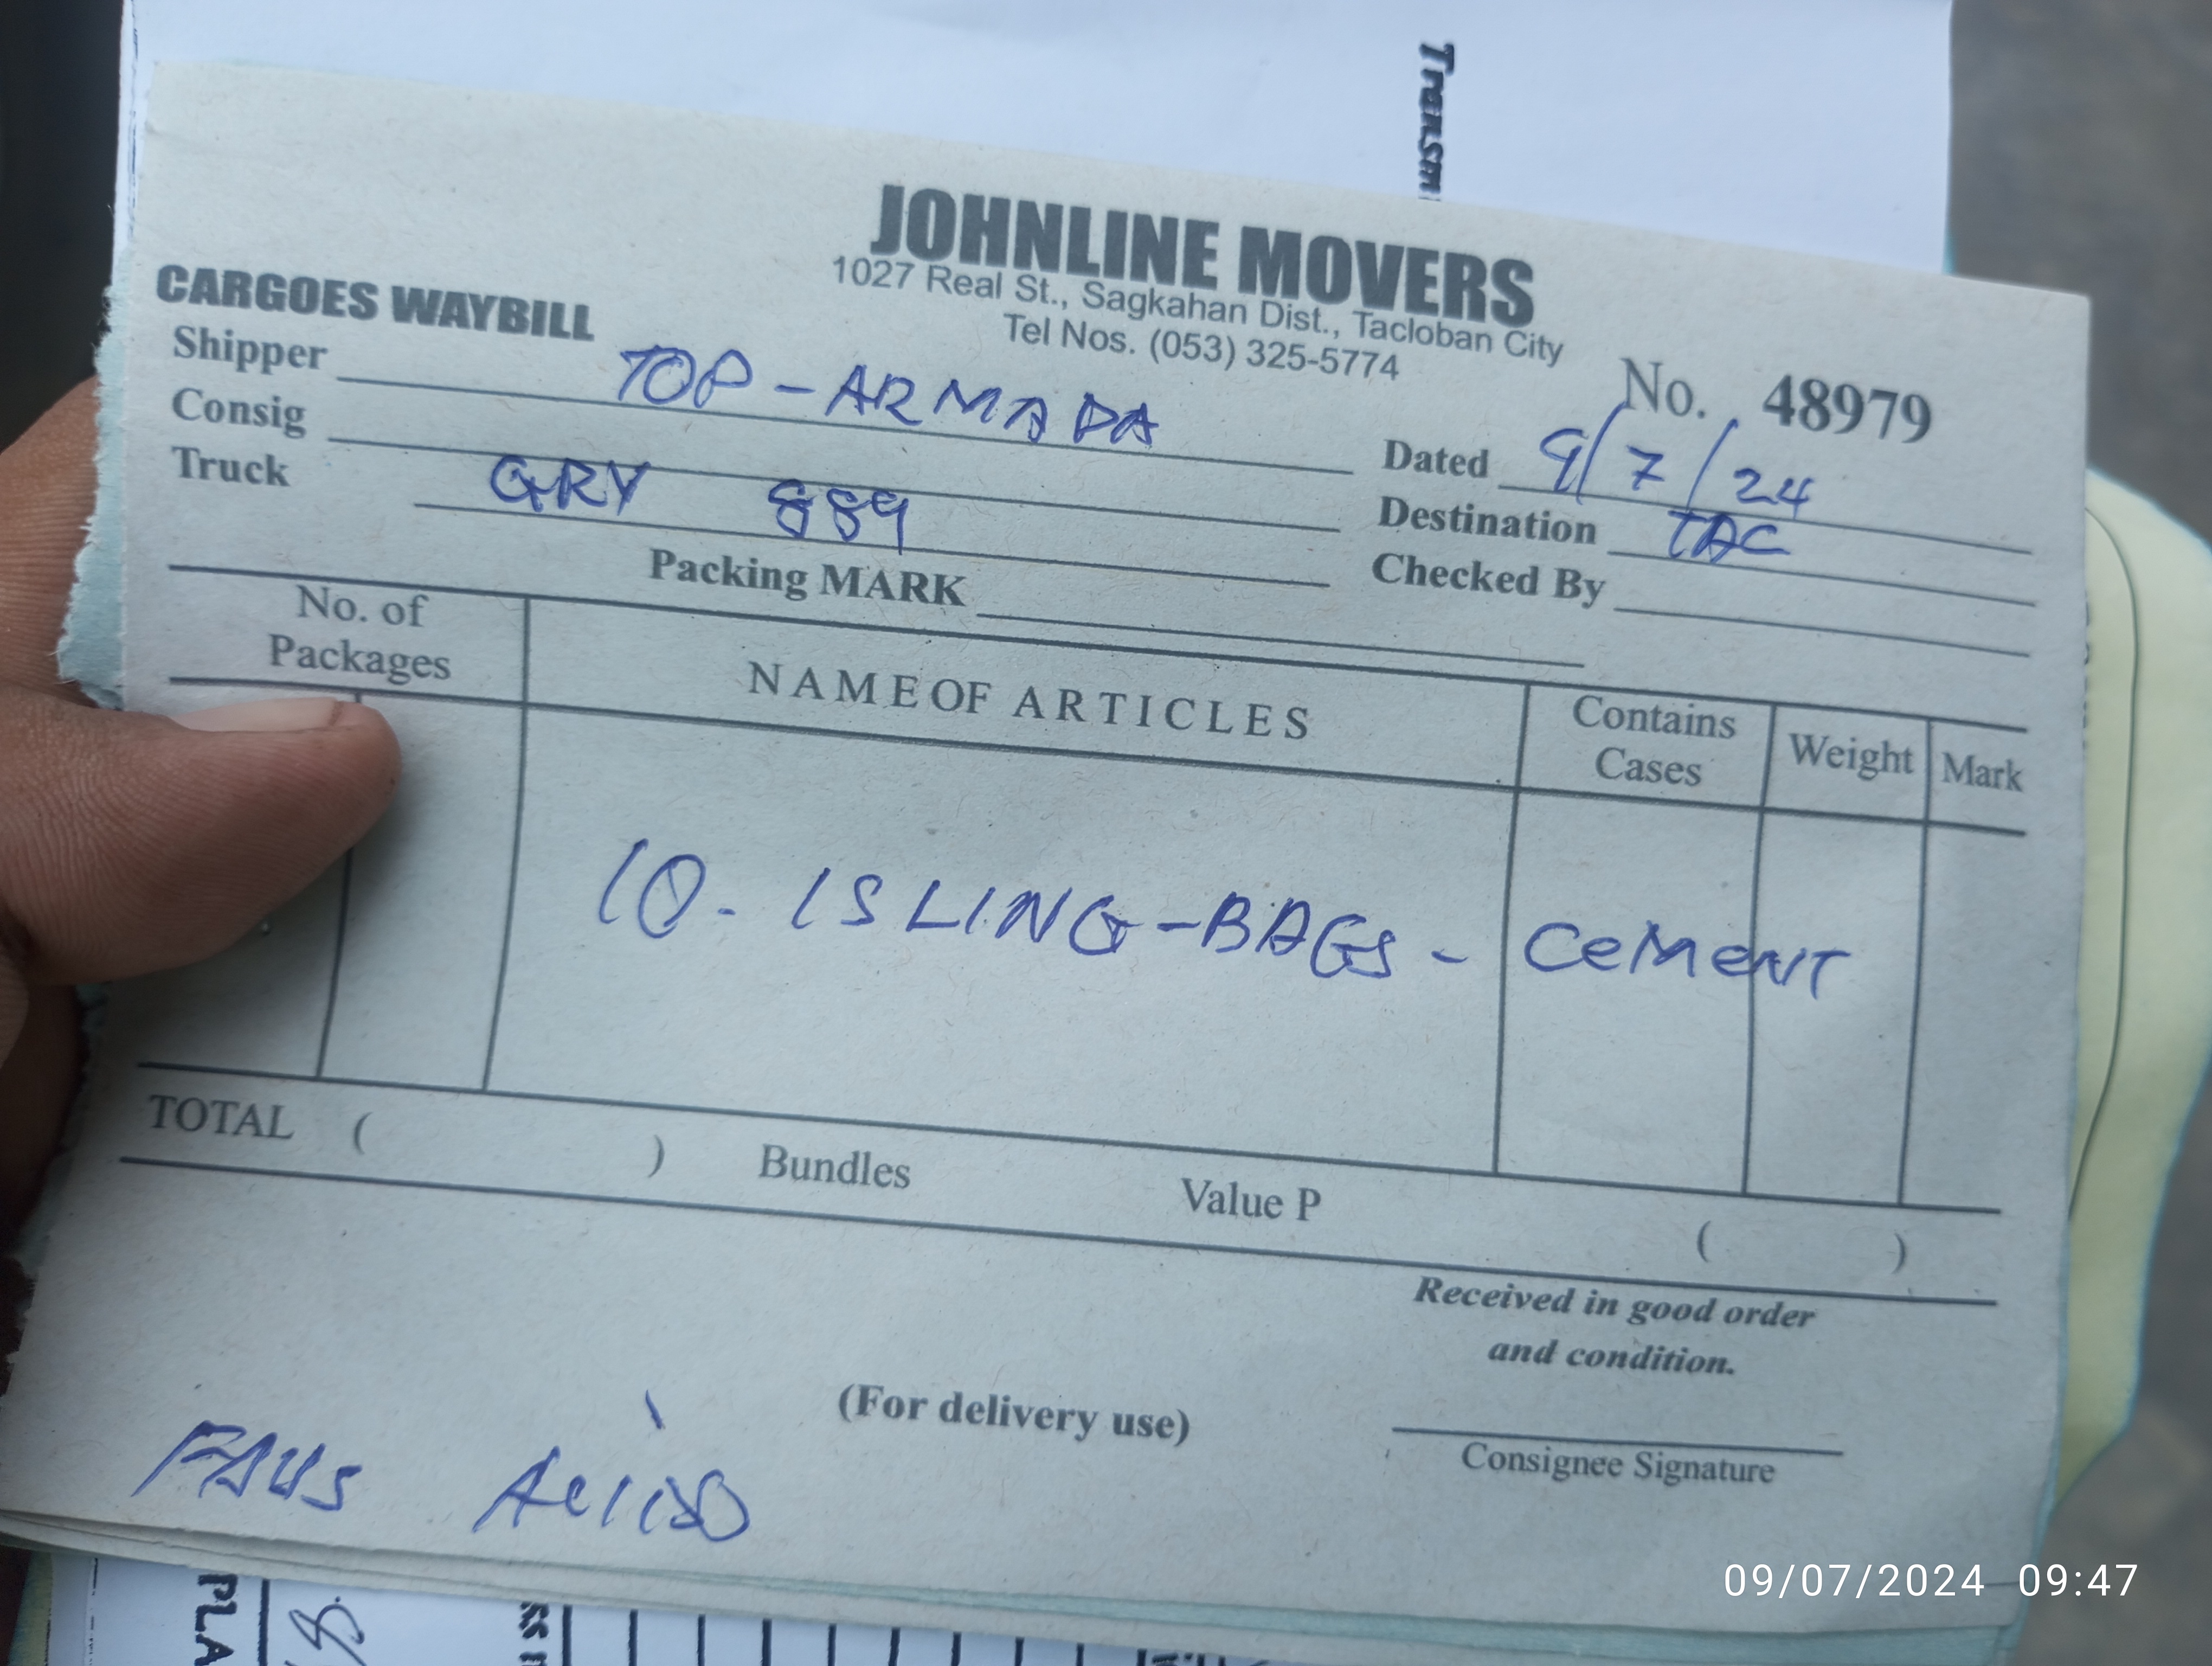 Transm
JOHNLINE MOVERS
1027 Real St., Sagkahan Dist., Tacloban City
Tel Nos. (053) 325-5774
CARGOES WAYBILL
No. 48979
Shipper TOP-ARMADA
Dated 9/7/24
Consig
Destination TAC
Truck GRY 889
Checked By
Packing MARK
No. of Packages NAME OF ARTICLES Contains Cases Weight Mark
10- 1SLING-BAGS - CEMENT
TOTAL ( ) Bundles Value P ( )
Received in good order
and condition.
(For delivery use)
Consignee Signature
09/07/2024 09:47
PLA